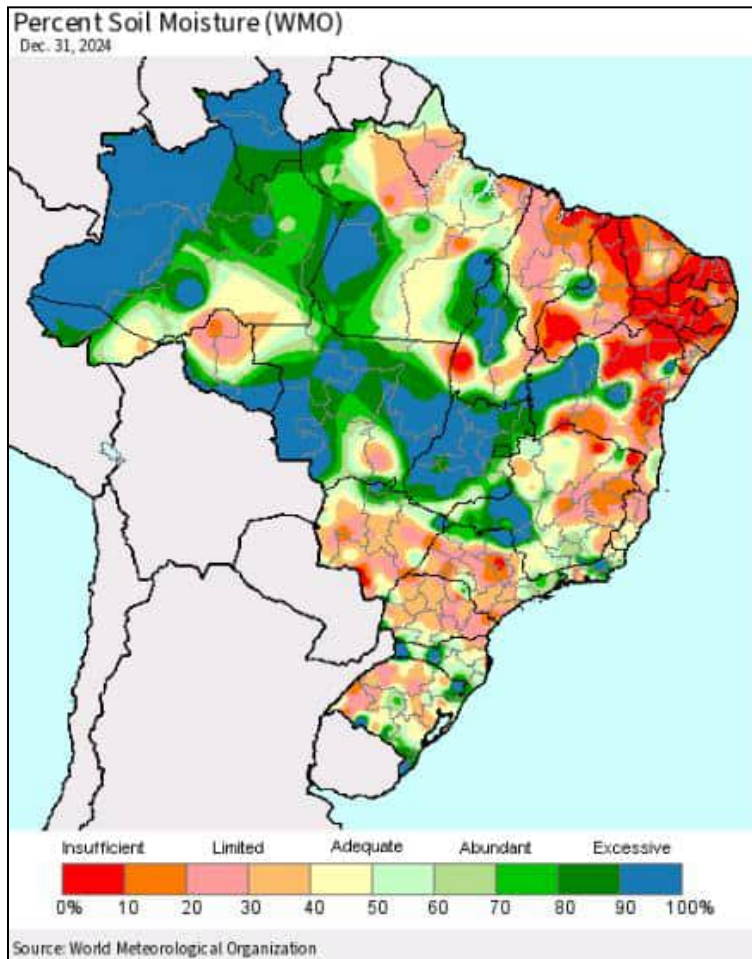 Percent Soil Moisture (WMO)
Dec. 31, 2024
Insufficient Limited Adequate Abundant Excessive
0% 10 20 30 40 50 60 70 80 90 100%
Source: World Meteorological Organization